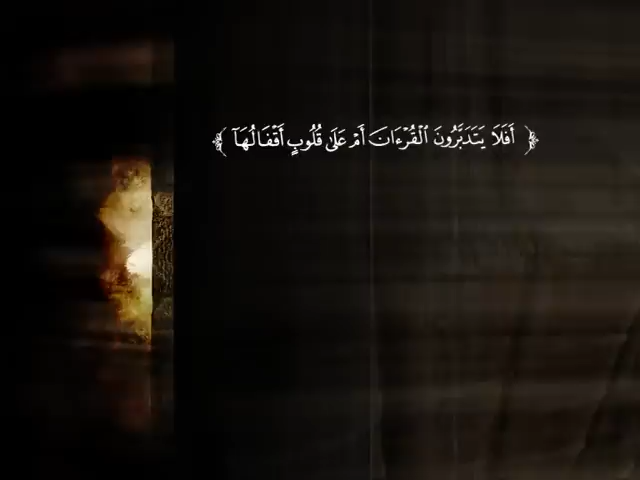 ﴿ أَفَلَا يَتَدَبَّرُونَ ٱلْقُرْءَانَ أَمْ عَلَىٰ قُلُوبٍ أَقْفَالُهَآ ﴾